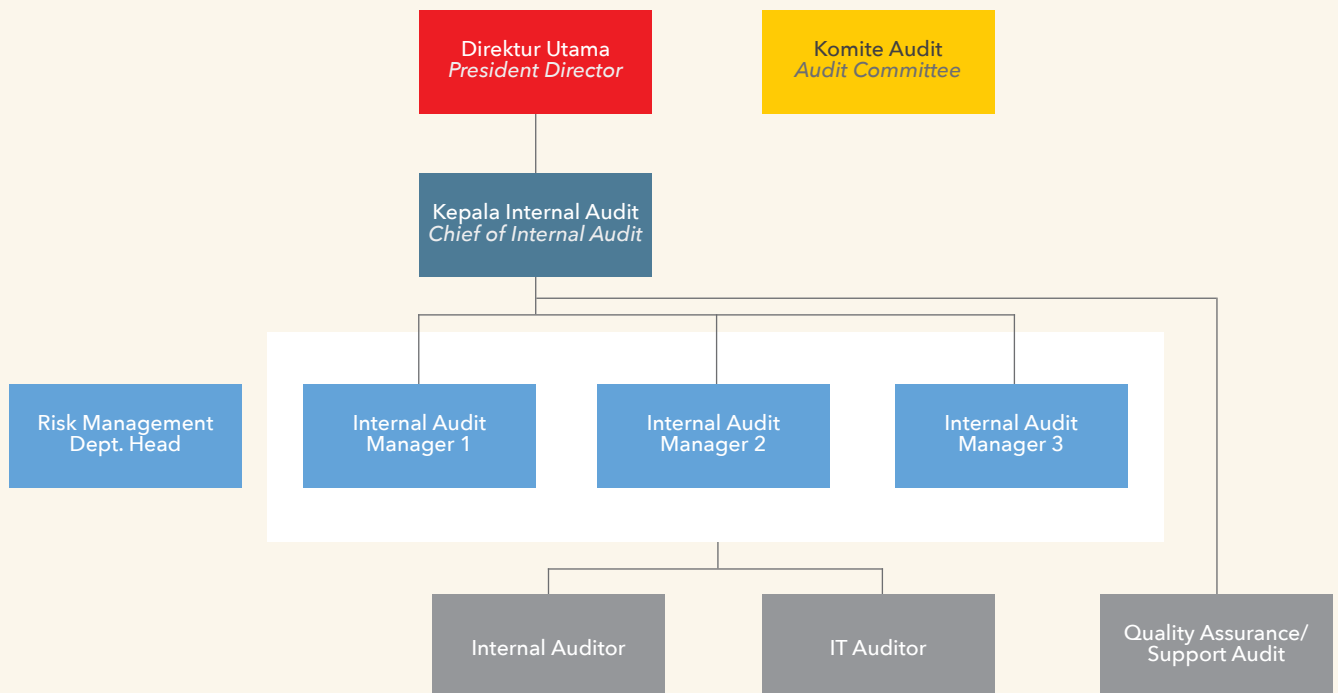 Direktur Utama
President Director
Komite Audit
Audit Committee
Kepala Internal Audit
Chief of Internal Audit
Risk Management
Dept. Head
Internal Audit
Manager 1
Internal Audit
Manager 2
Internal Audit
Manager 3
Internal Auditor
IT Auditor
Quality Assurance/
Support Audit